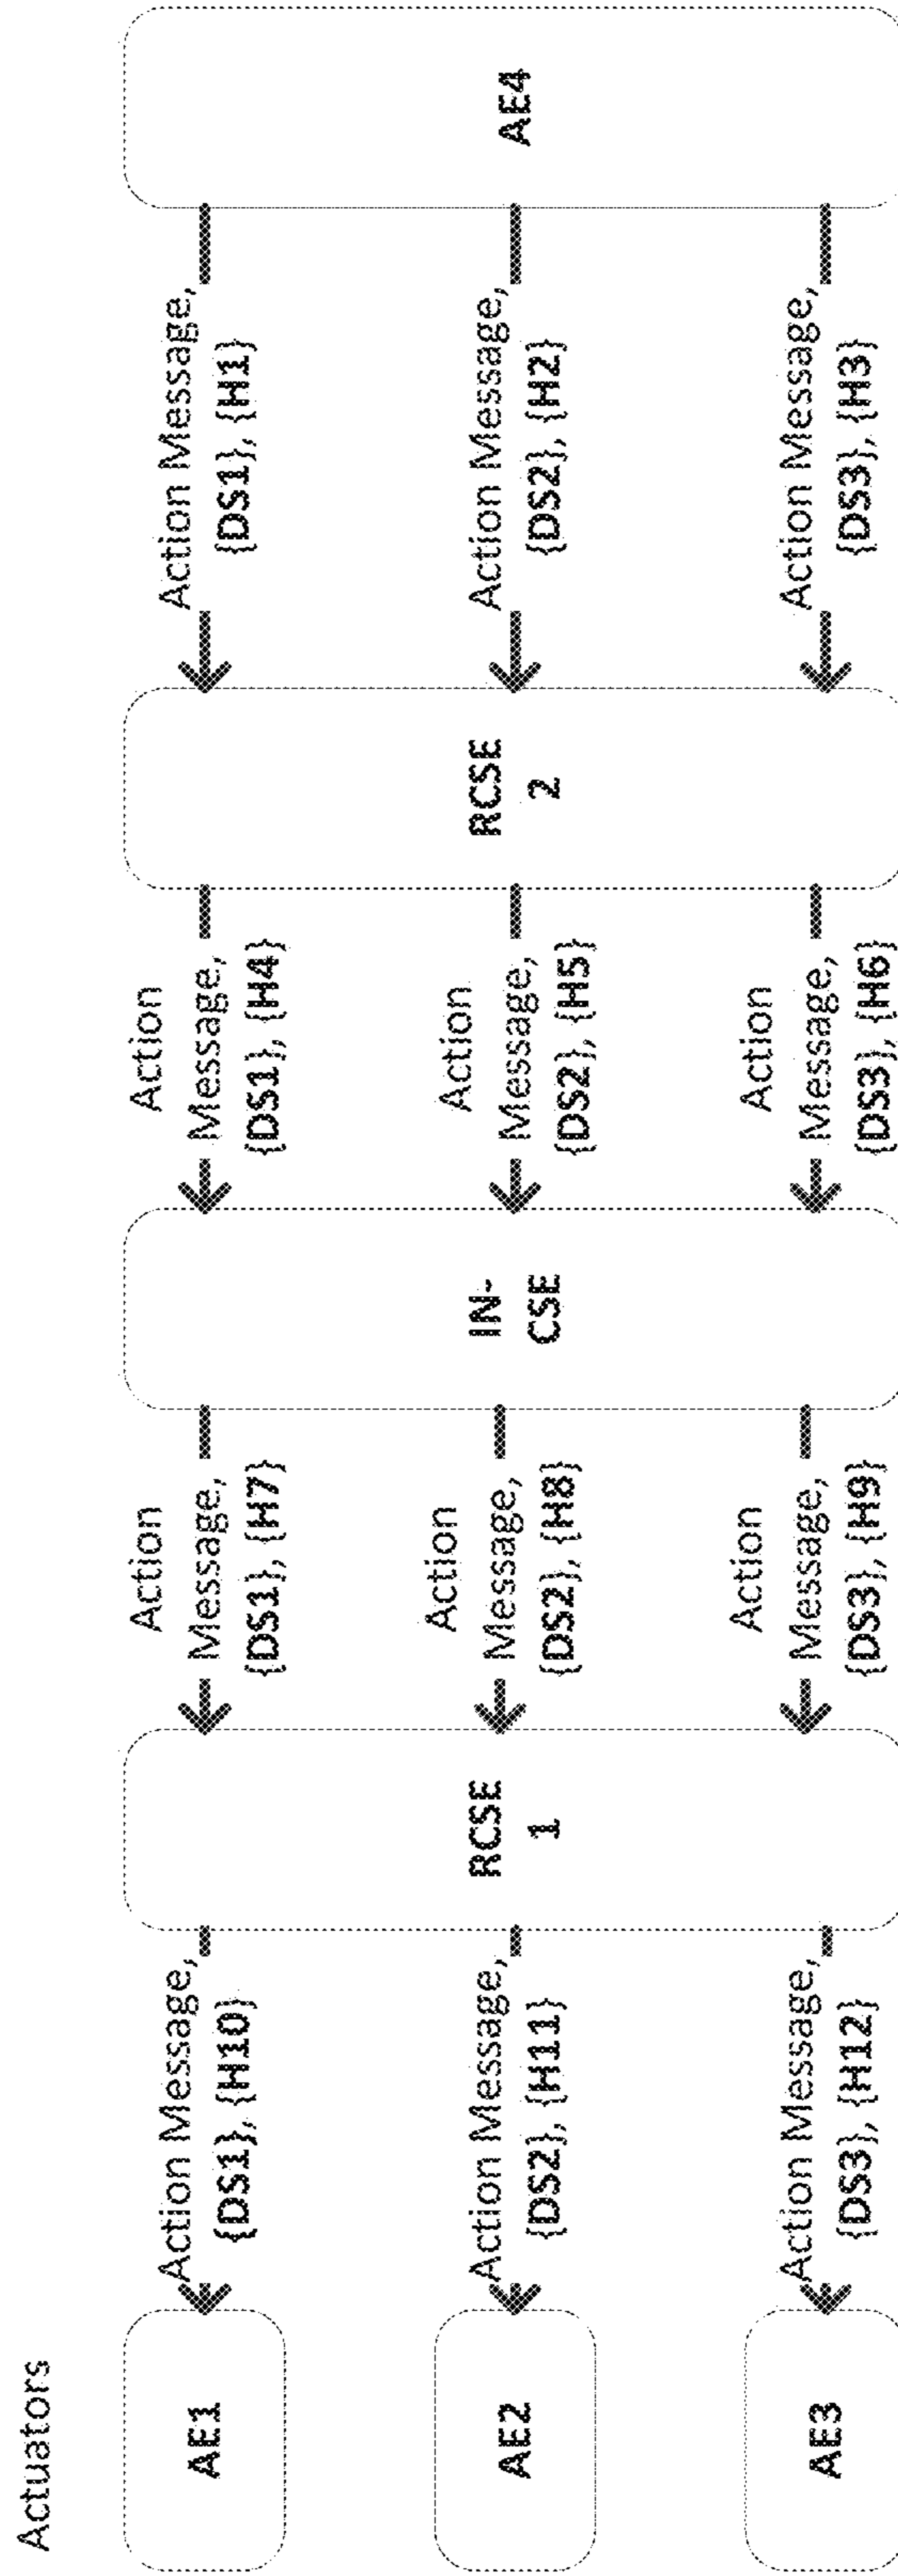 Actuators
AE1
Action Message,
{DS1}, {H10}
RCSE
1
Action
Message,
{DS1}, {H7}
IN-
CSE
Action
Message,
{DS1}, {H4}
RCSE
2
Action Message,
{DS1}, {H1}
AE4
AE2
Action Message,
{DS2}, {H11}
Action
Message,
{DS2}, {H8}
Action
Message,
{DS2}, {H5}
Action Message,
{DS2}, {H2}
AE3
Action Message,
{DS3}, {H12}
Action
Message,
{DS3}, {H9}
Action
Message,
{DS3}, {H6}
Action Message,
{DS3}, {H3}